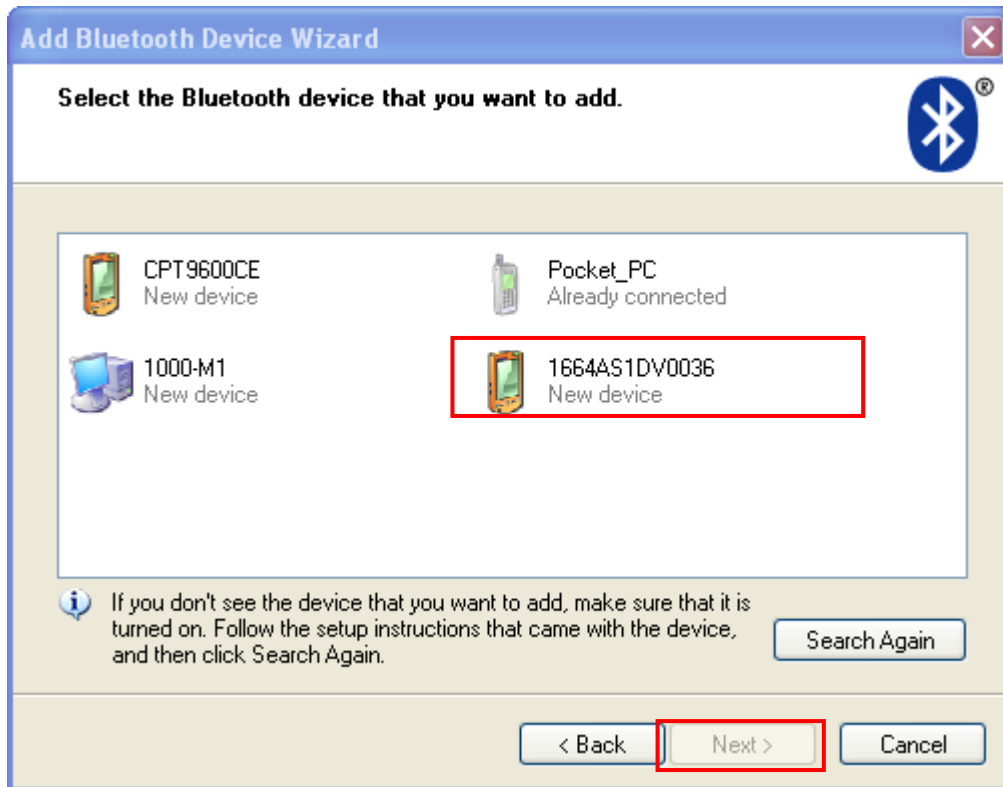 Add Bluetooth Device Wizard
Select the Bluetooth device that you want to add.
®
CPT9600CE
New device
Pocket_PC
Already connected
1000-M1
New device
1664AS1DV0036
New device
If you don't see the device that you want to add, make sure that it is
turned on. Follow the setup instructions that came with the device,
and then click Search Again.
Search Again
< Back
Next >
Cancel